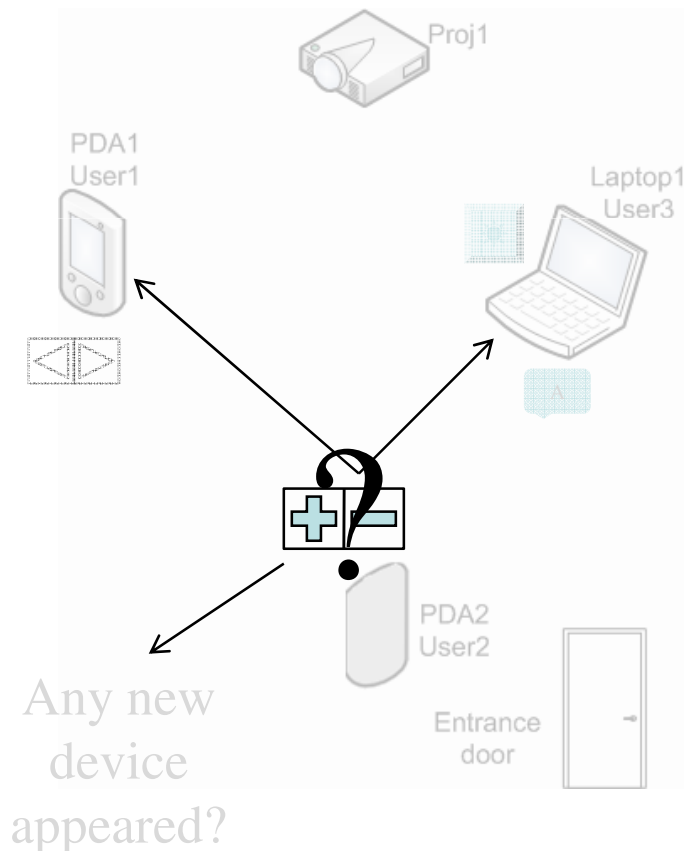 Proj1
PDA1
User1
Laptop1
User3
A
?
PDA2
User2
Entrance
door
Any new
device
appeared?